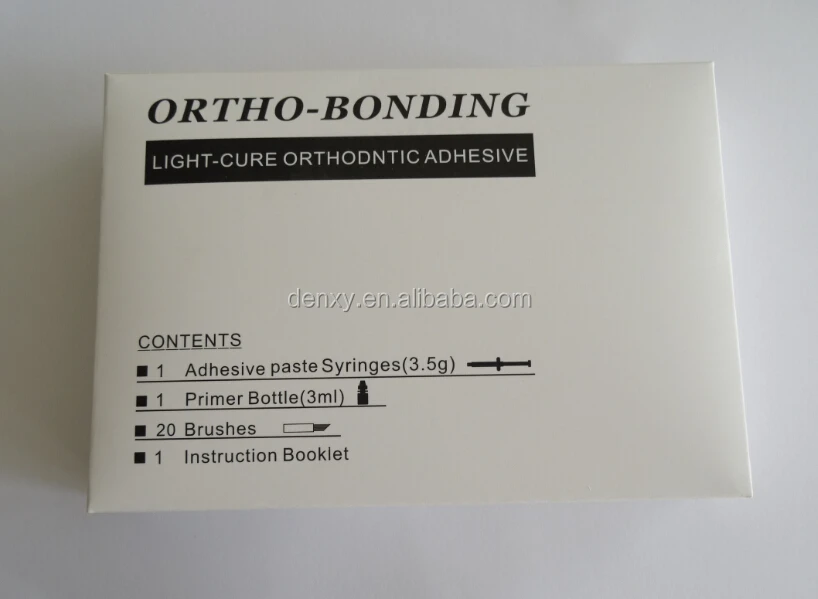 ORTHO-BONDING
LIGHT-CURE ORTHODNTIC ADHESIVE
denxy.en.alibaba.com
CONTENTS
■ 1 Adhesive paste Syringes(3.5g)
■ 1 Primer Bottle(3ml)
■ 20 Brushes
■ 1 Instruction Booklet